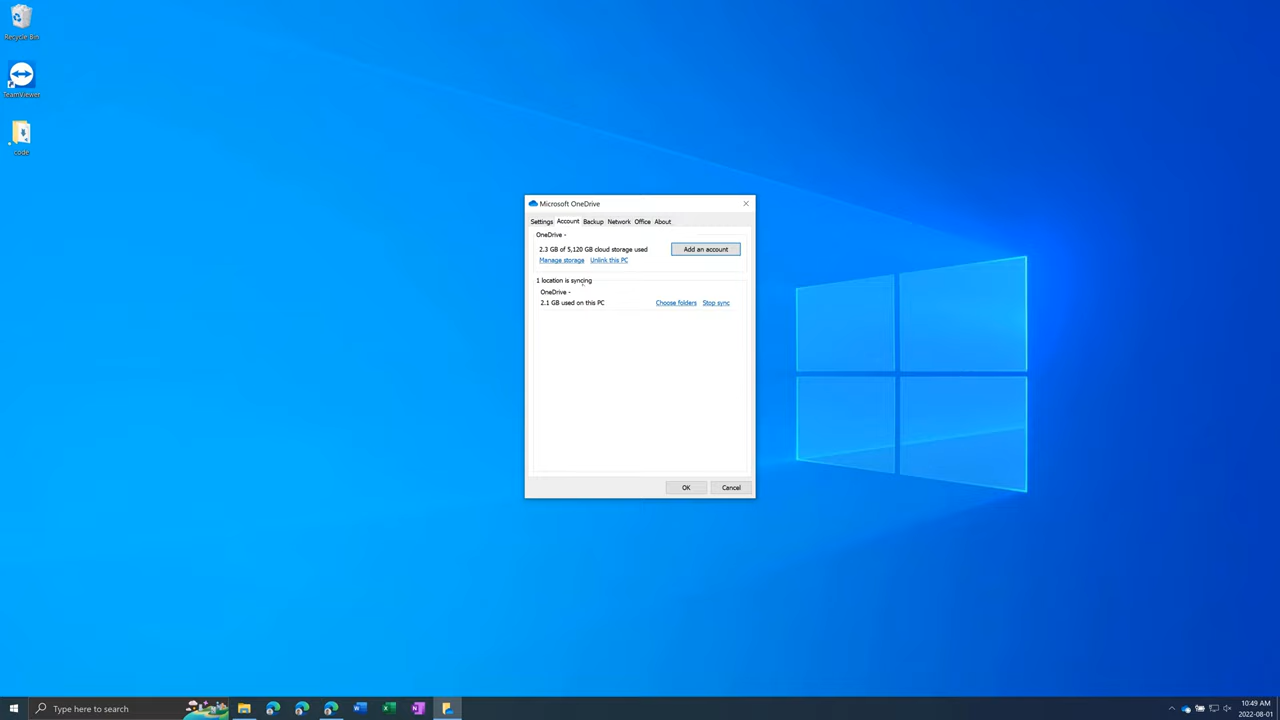 Recycle Bin
TeamViewer
code
Microsoft OneDrive
Settings Account Backup Network Office About
OneDrive -
2.3 GB of 5,120 GB cloud storage used
Add an account
Manage storage Unlink this PC
1 location is syncing
OneDrive -
2.1 GB used on this PC
Choose folders Stop sync
OK Cancel
Type here to search
10:49 AM
2022-08-01